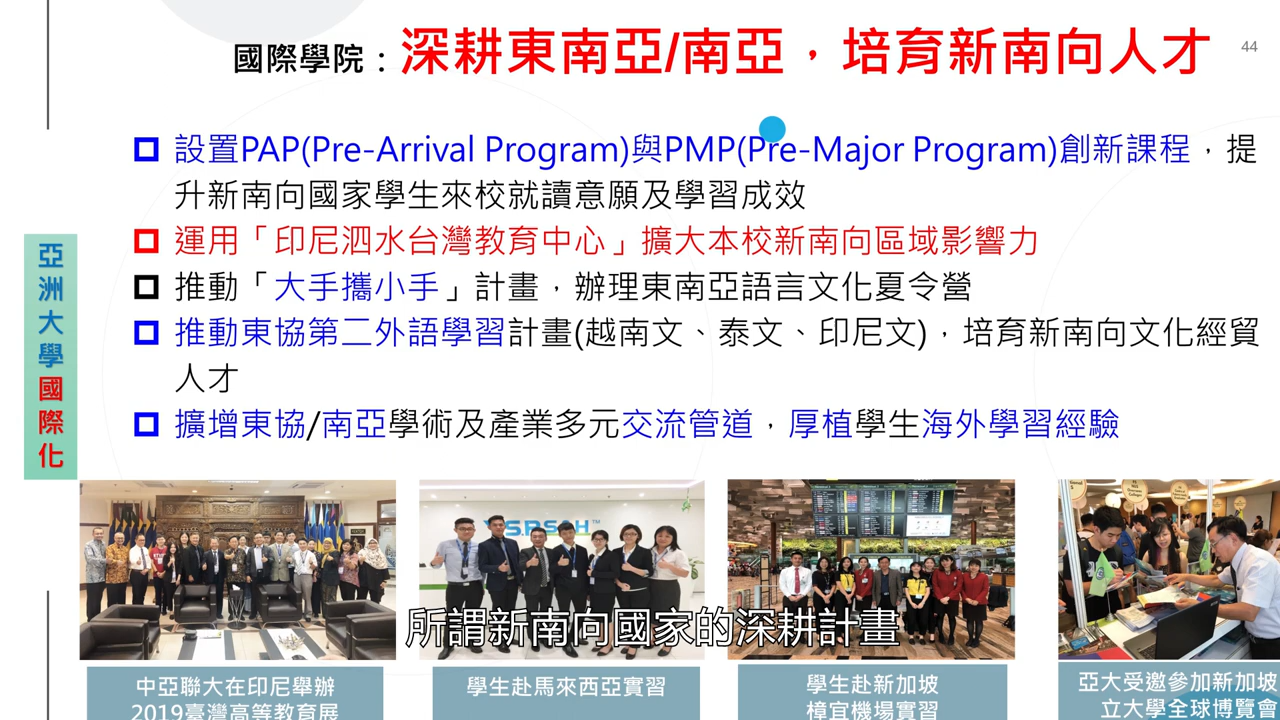 國際學院：深耕東南亞/南亞，培育新南向人才
44
設置PAP(Pre-Arrival Program)與PMP(Pre-Major Program)創新課程，提
升新南向國家學生來校就讀意願及學習成效
運用「印尼泗水台灣教育中心」擴大本校新南向區域影響力
推動「大手攜小手」計畫，辦理東南亞語言文化夏令營
推動東協第二外語學習計畫(越南文、泰文、印尼文)，培育新南向文化經貿
人才
擴增東協/南亞學術及產業多元交流管道，厚植學生海外學習經驗
亞洲大學國際化
所謂新南向國家的深耕計畫
中亞聯大在印尼舉辦
2019臺灣高等教育展
學生赴馬來西亞實習
學生赴新加坡
樟宜機場實習
亞大受邀參加新加坡
立大學全球博覽會